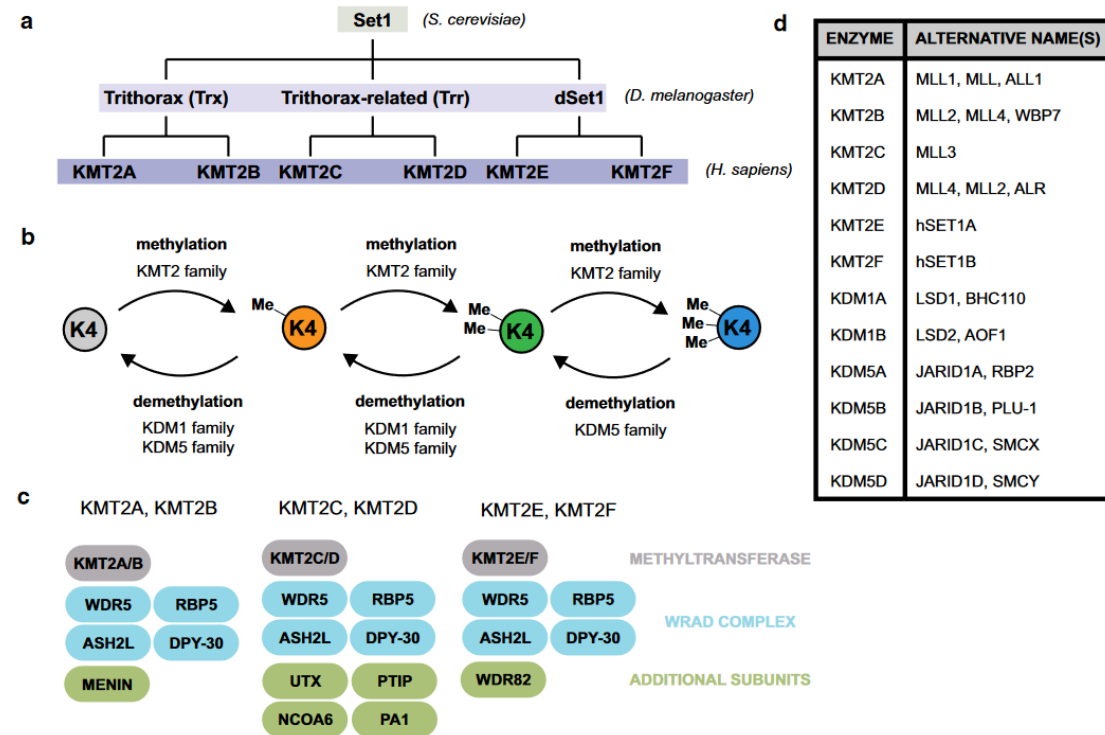 a
Set1 (S. cerevisiae)
Trithorax (Trx) Trithorax-related (Trr) dSet1 (D. melanogaster)
KMT2A KMT2B KMT2C KMT2D KMT2E KMT2F (H. sapiens)
b
methylation methylation methylation
KMT2 family KMT2 family KMT2 family
K4 Me K4 Me Me K4 Me Me Me K4
demethylation demethylation demethylation
KDM1 family KDM1 family KDM5 family
KDM5 family KDM5 family
c
KMT2A, KMT2B KMT2C, KMT2D KMT2E, KMT2F
KMT2A/B KMT2C/D KMT2E/F METHYLTRANSFERASE
WDR5 RBP5 WDR5 RBP5 WDR5 RBP5
WRAD COMPLEX
ASH2L DPY-30 ASH2L DPY-30 ASH2L DPY-30
MENIN UTX PTIP WDR82 ADDITIONAL SUBUNITS
NCOA6 PA1
d
ENZYME ALTERNATIVE NAME(S)
KMT2A MLL1, MLL, ALL1
KMT2B MLL2, MLL4, WBP7
KMT2C MLL3
KMT2D MLL4, MLL2, ALR
KMT2E hSET1A
KMT2F hSET1B
KDM1A LSD1, BHC110
KDM1B LSD2, AOF1
KDM5A JARID1A, RBP2
KDM5B JARID1B, PLU-1
KDM5C JARID1C, SMCX
KDM5D JARID1D, SMCY